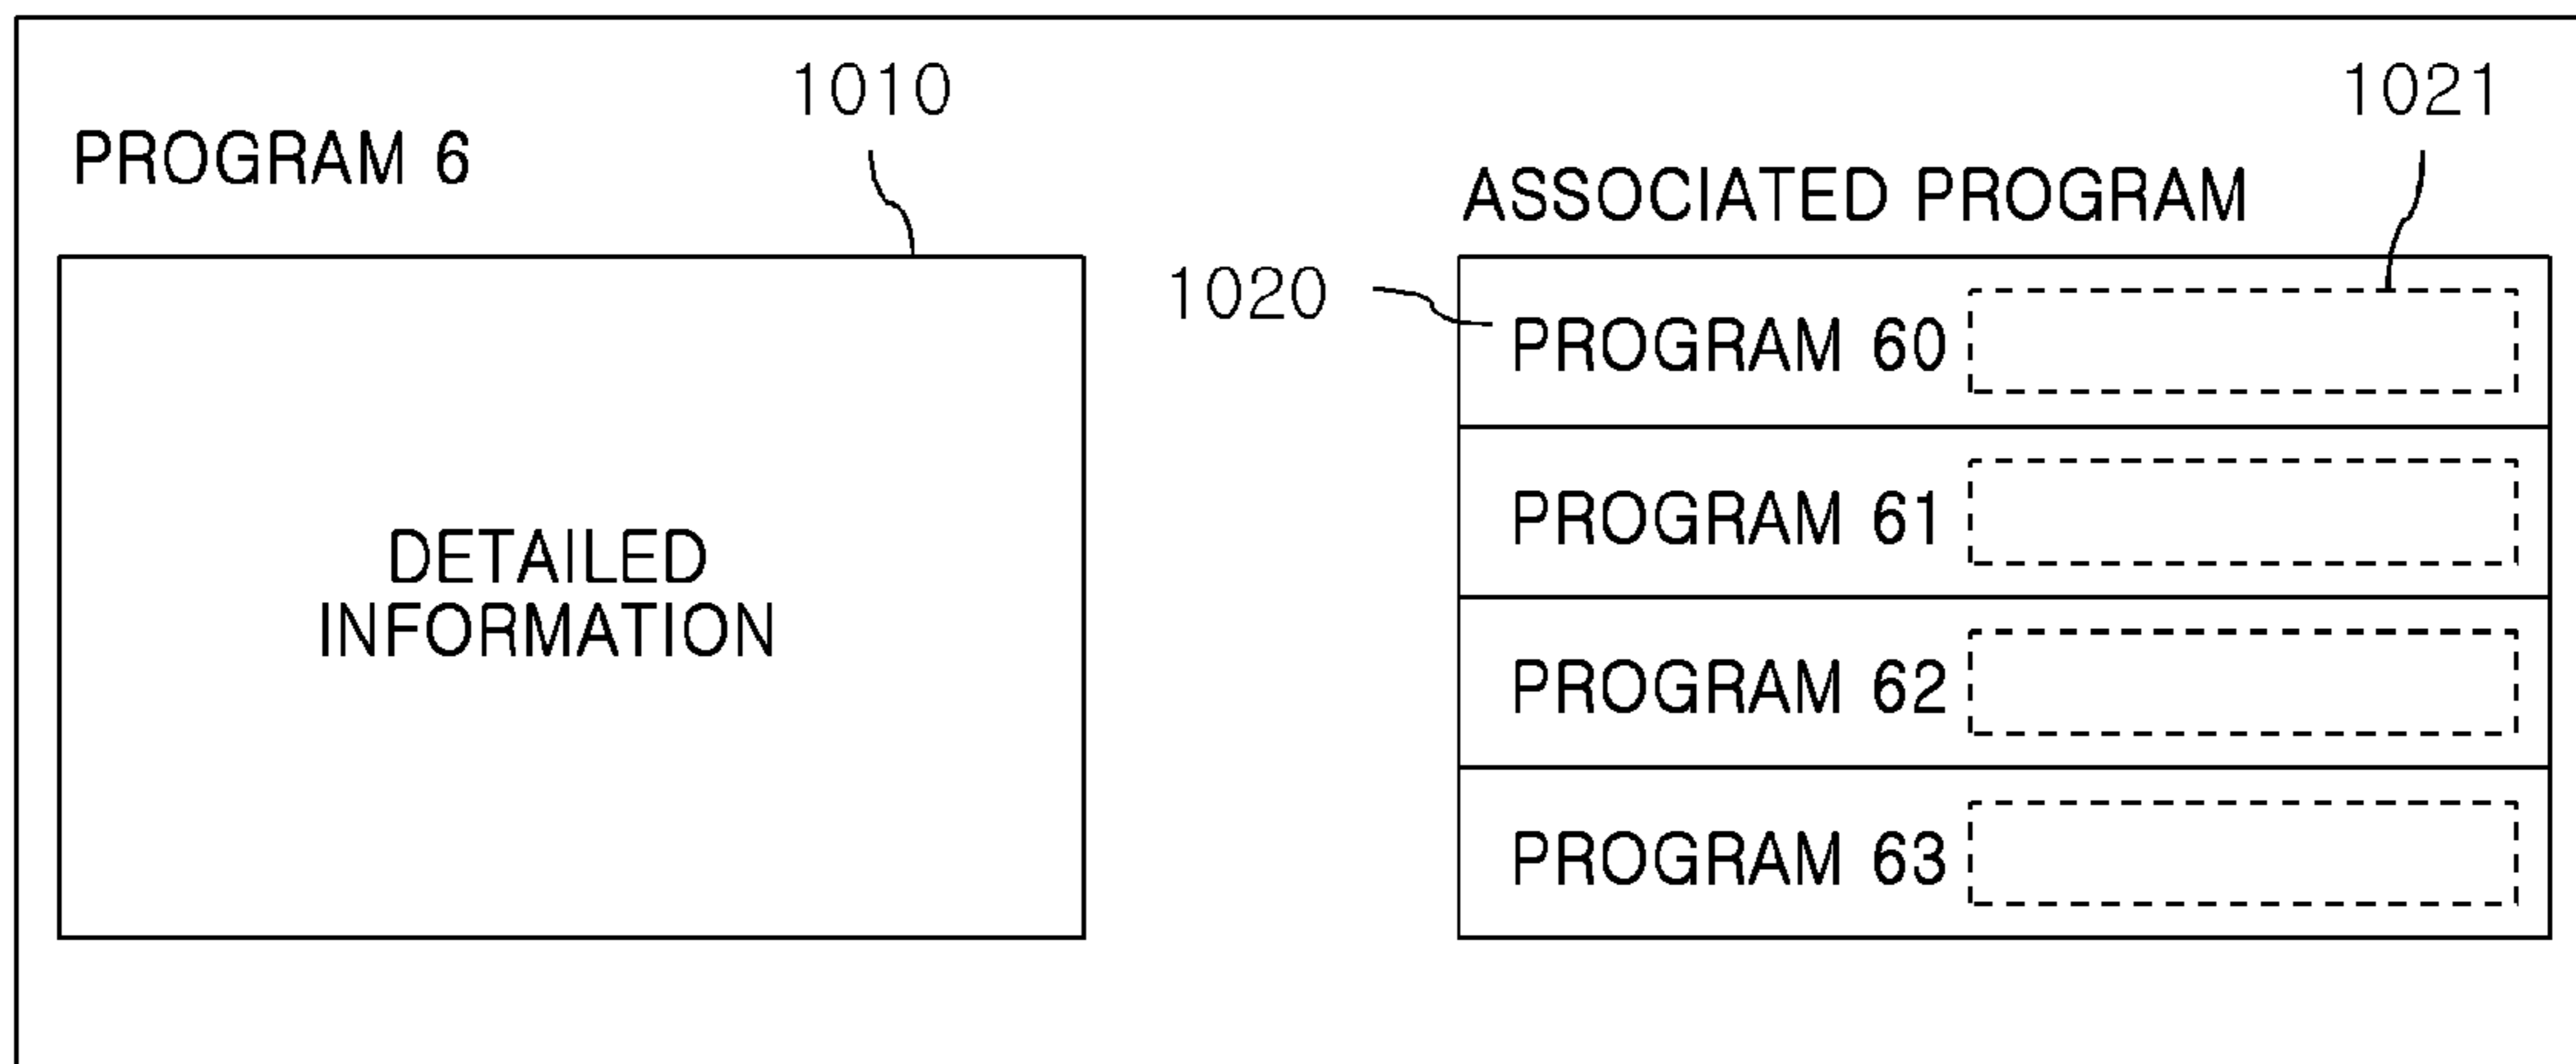 1010
1021
PROGRAM 6
ASSOCIATED PROGRAM
1020
PROGRAM 60
PROGRAM 61
DETAILED
INFORMATION
PROGRAM 62
PROGRAM 63